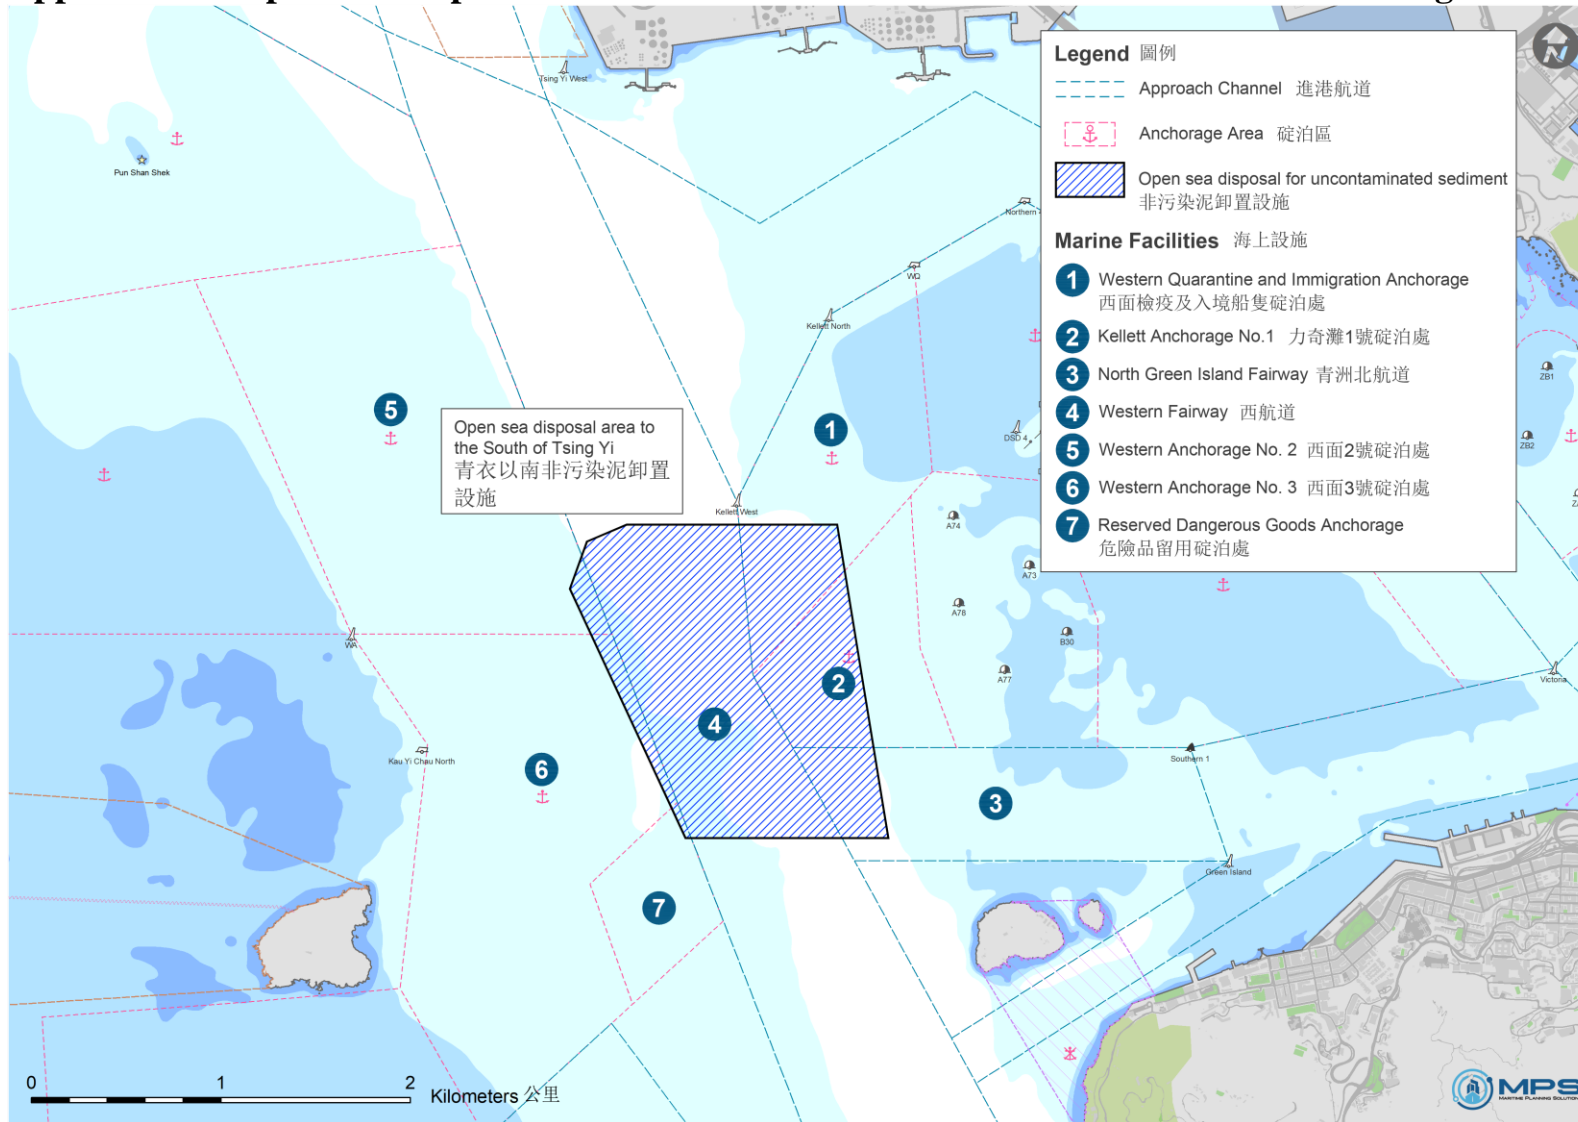 Legend 圖例
Approach Channel 進港航道
Anchorage Area 碇泊區
Open sea disposal for uncontaminated sediment
非污染泥卸置設施
Marine Facilities 海上設施
1 Western Quarantine and Immigration Anchorage
西面檢疫及入境船隻碇泊處
2 Kellett Anchorage No.1 力奇灘1號碇泊處
3 North Green Island Fairway 青洲北航道
4 Western Fairway 西航道
5 Western Anchorage No. 2 西面2號碇泊處
6 Western Anchorage No. 3 西面3號碇泊處
7 Reserved Dangerous Goods Anchorage
危險品留用碇泊處
N
Tsing Yi West
Pun Shan Shek
Northern
WQ
Kellett North
ZB1
5
1
DSD 4
ZB2
Open sea disposal area to
the South of Tsing Yi
青衣以南非污染泥卸置
設施
Kellett West
A74
A73
A78
B30
WA
A77
Victoria
2
4
Kau Yi Chau North
6
Southern 1
3
Green Island
7
0 1 2
Kilometers 公里
MPS
MARITIME PLANNING SOLUTION